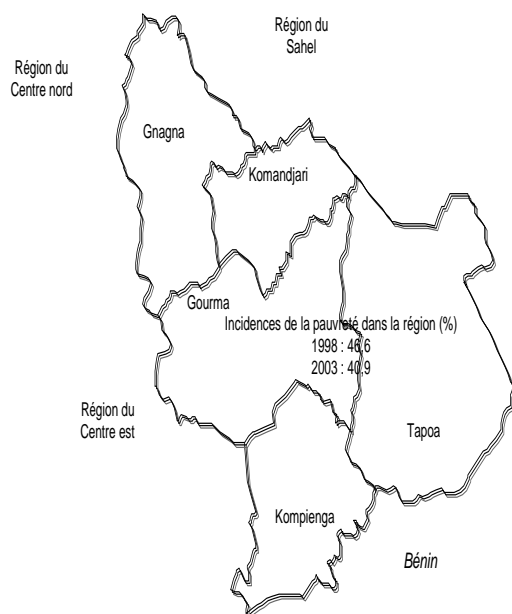 Région du
Sahel
Région du
Centre nord
Gnagna
Komandjari
Gourma
Incidences de la pauvreté dans la région (%)
1998 : 46,6
2003 : 40,9
Région du
Centre est
Tapoa
Kompienga
Bénin